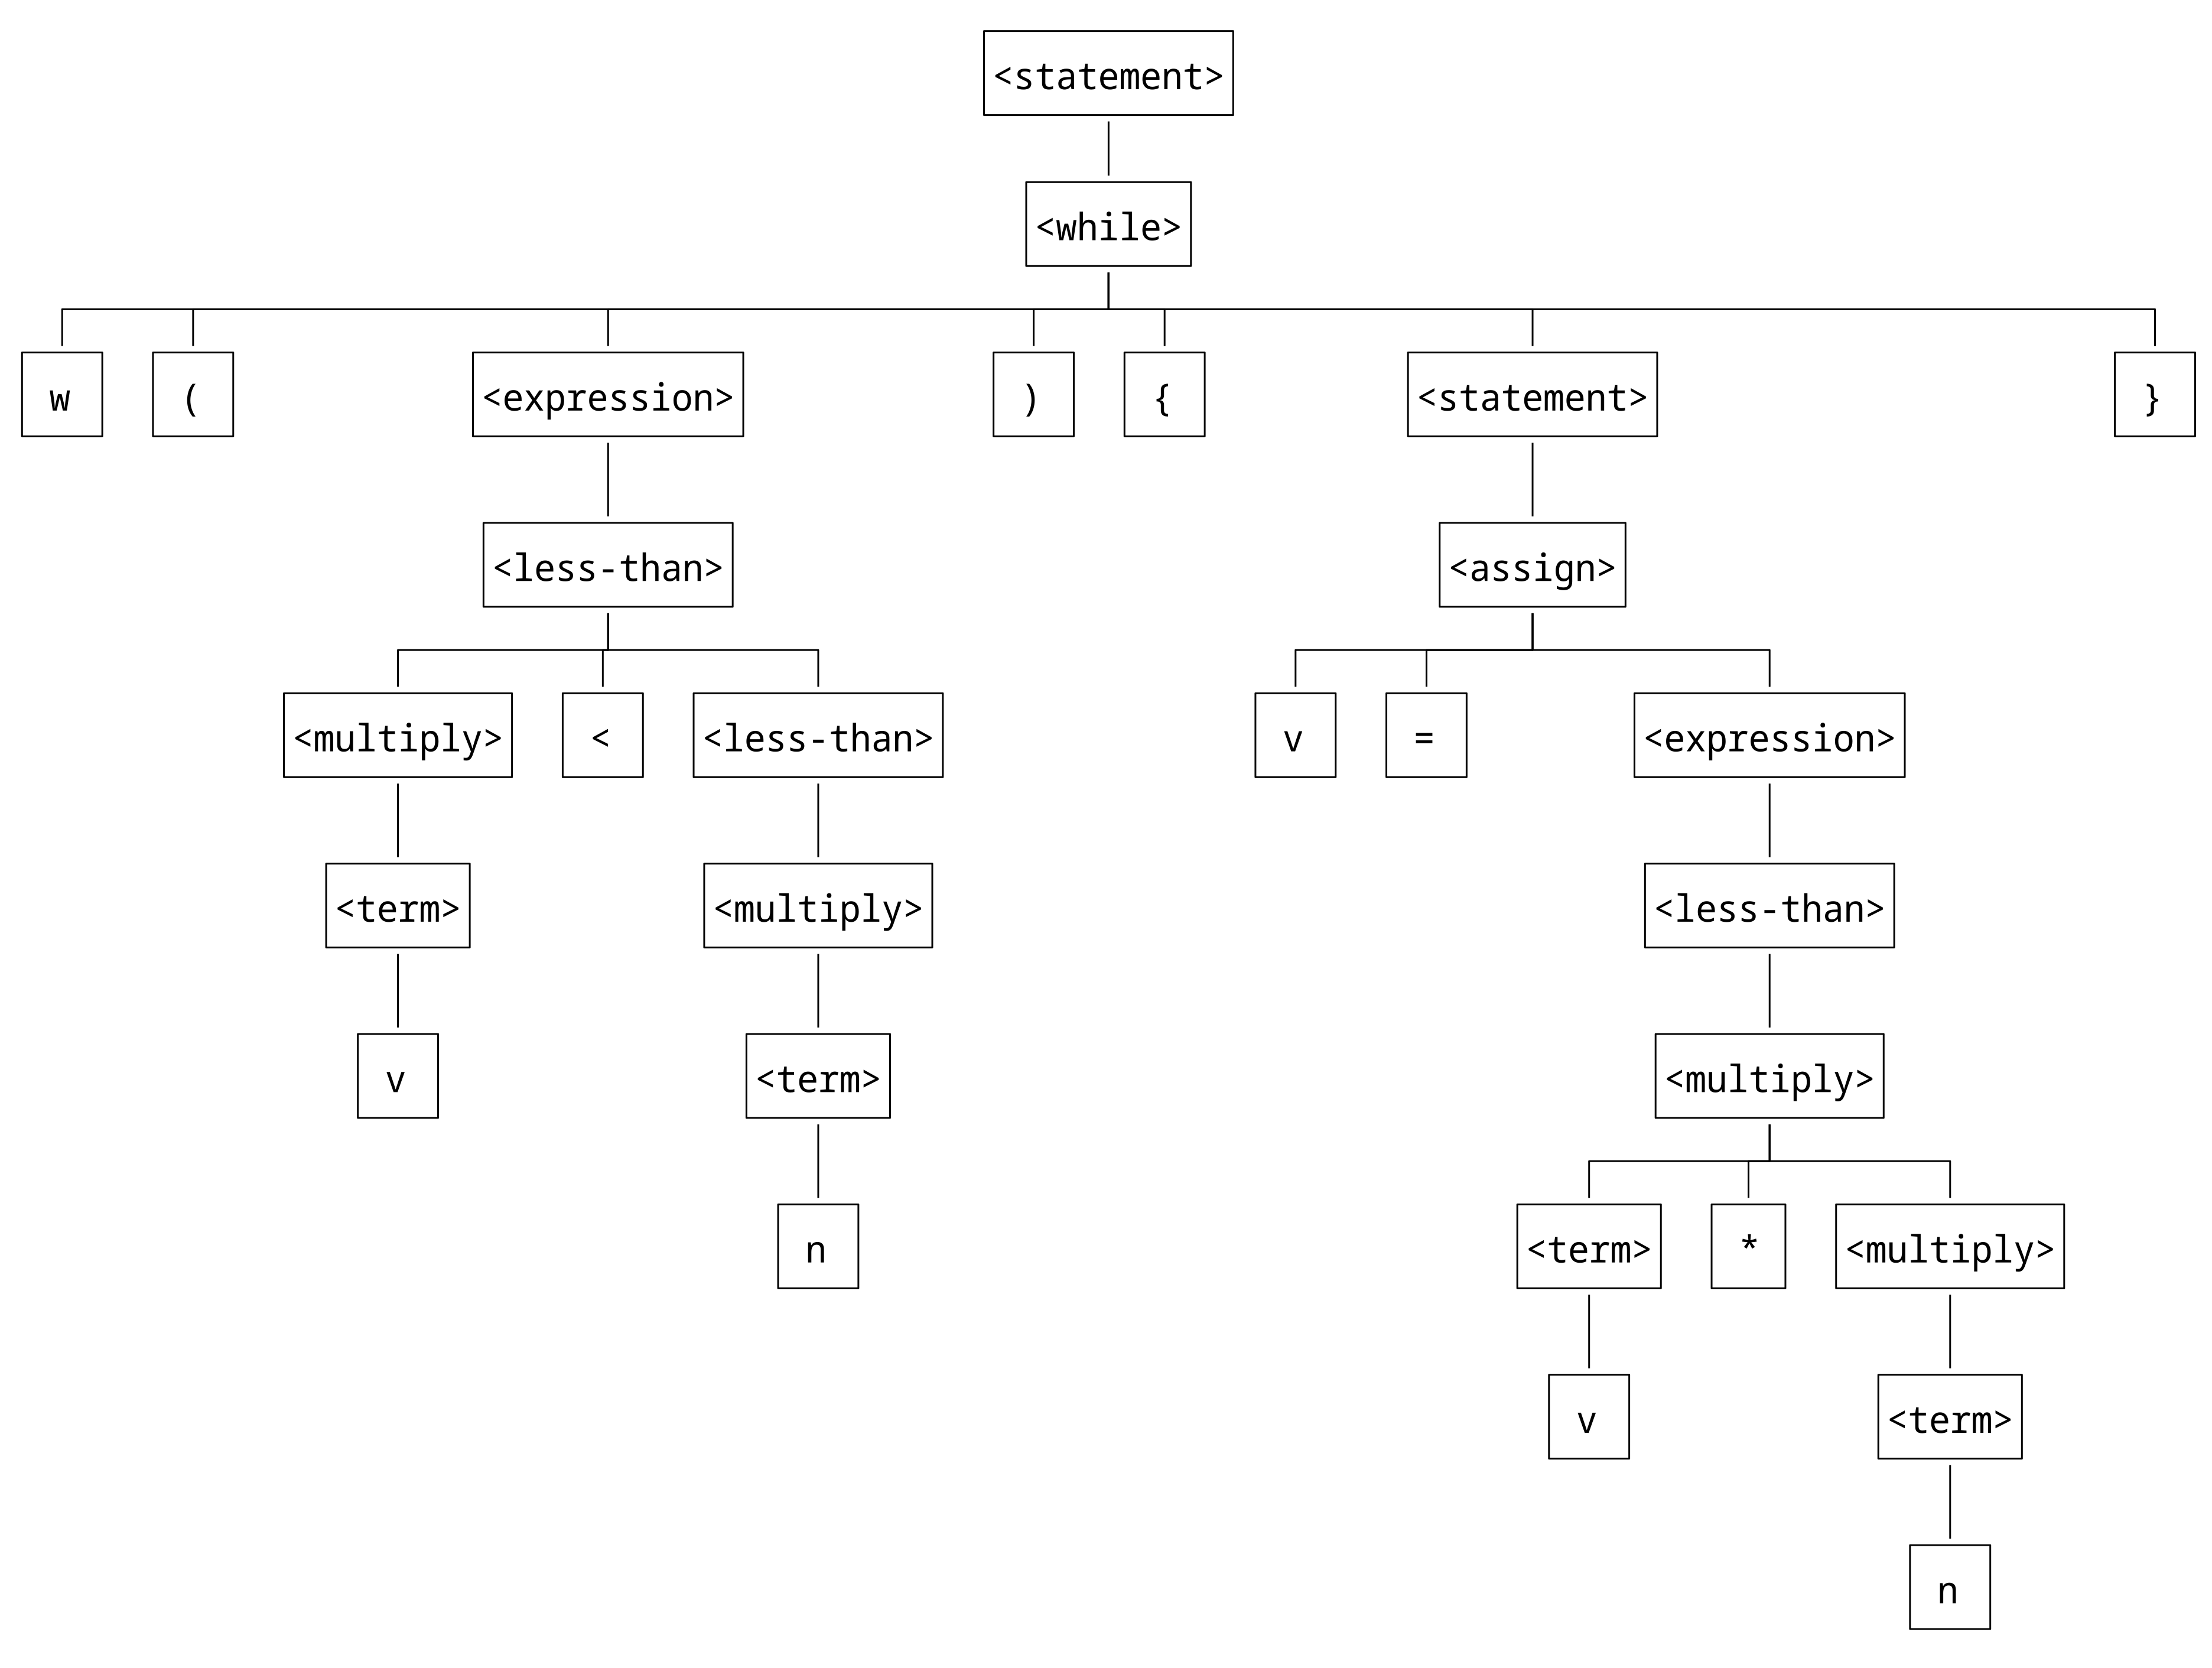 <statement>
<while>
w ( <expression> ) { <statement> }
<less-than> <assign>
<multiply> < <less-than> v = <expression>
<term> <multiply> <less-than>
v <term> <multiply>
n <term> * <multiply>
v <term>
n